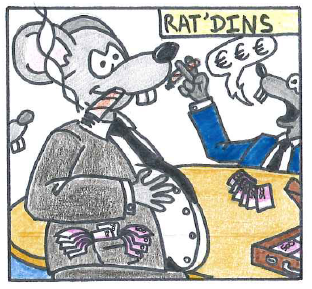 RAT'DINS
€ € €